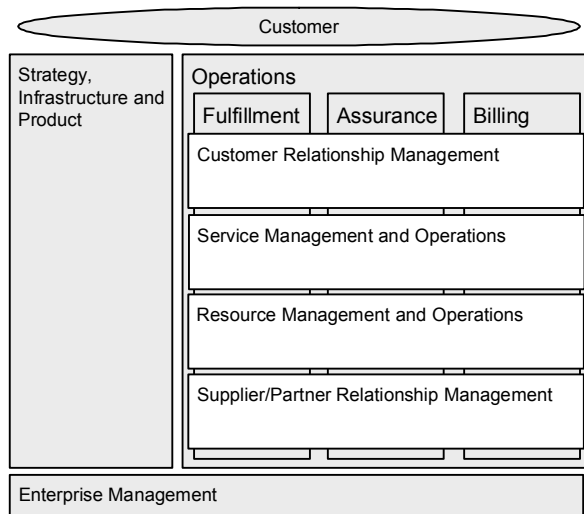 Customer
Strategy,
Infrastructure and
Product
Operations
Fulfillment
Assurance
Billing
Customer Relationship Management
Service Management and Operations
Resource Management and Operations
Supplier/Partner Relationship Management
Enterprise Management